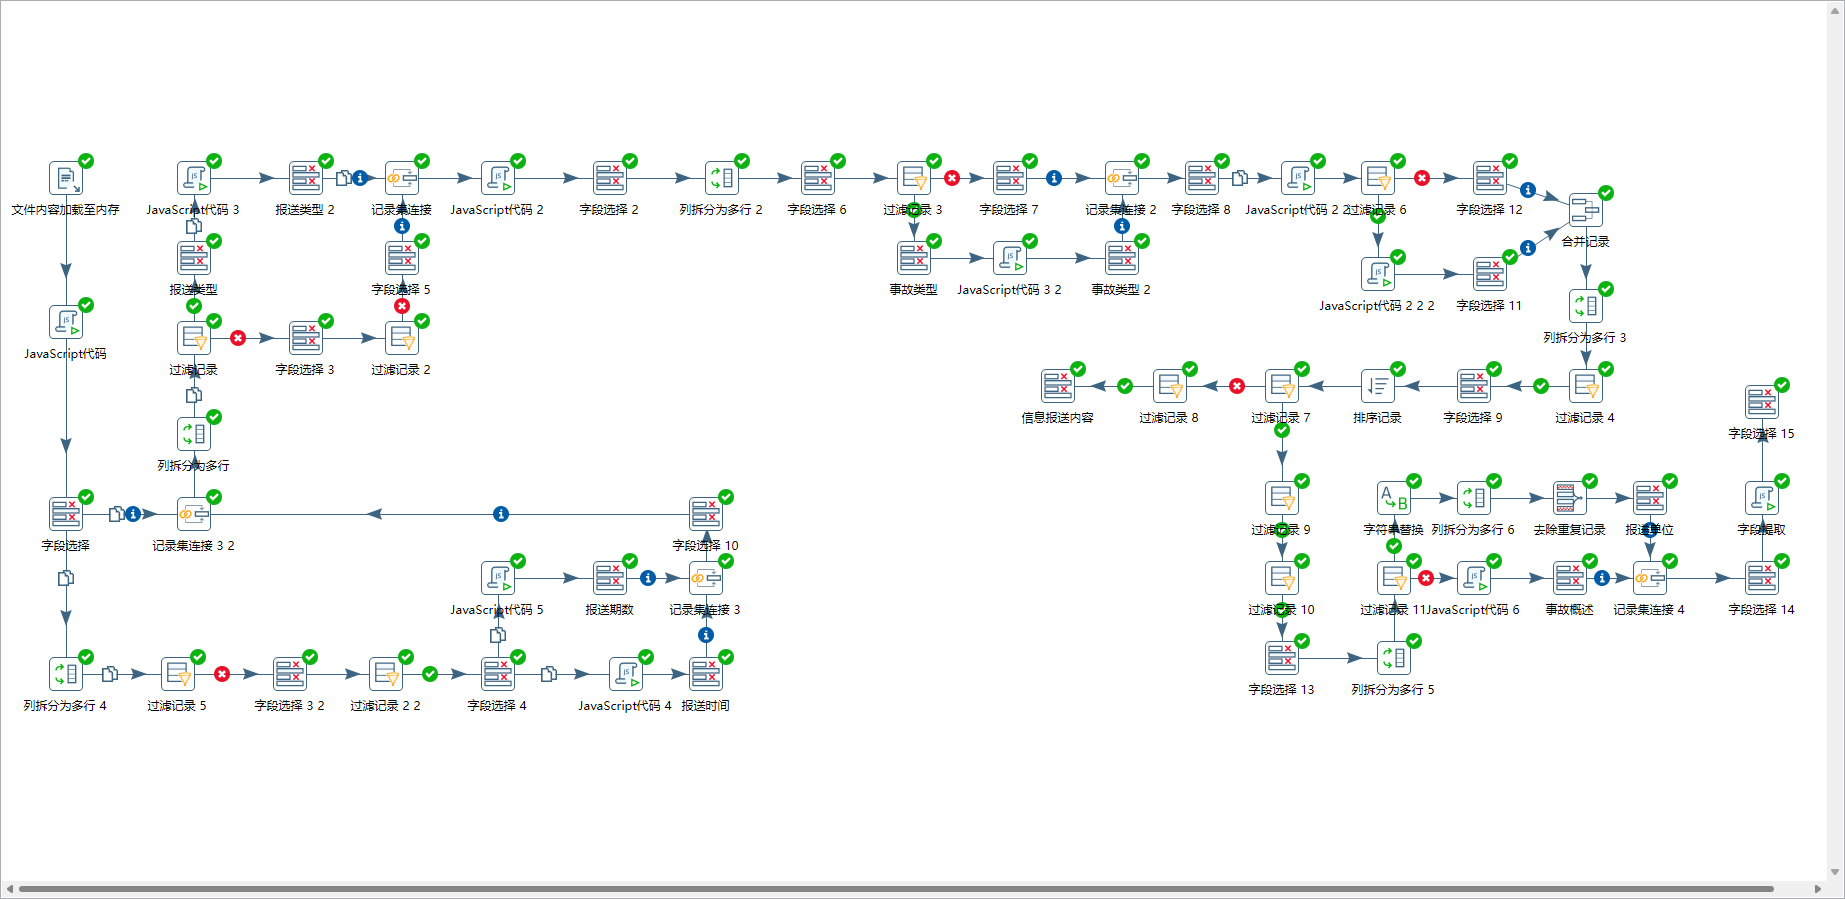 文件内容加载至内存
JavaScript代码 3
报送类型 2
记录集连接
JavaScript代码 2
字段选择 2
列拆分为多行 2
字段选择 6
过滤记录 3
字段选择 7
记录集连接 2
字段选择 8
JavaScript代码 2 2
过滤记录 6
字段选择 12
合并记录
报送类型
字段选择 5
事故类型
JavaScript代码 3 2
事故类型 2
JavaScript代码 2 2 2
字段选择 11
列拆分为多行 3
JavaScript代码
过滤记录
字段选择 3
过滤记录 2
信息报送内容
过滤记录 8
过滤记录 7
排序记录
字段选择 9
过滤记录 4
字段选择 15
列拆分为多行
字段选择
记录集连接 3 2
字段选择 10
过滤记录 9
字符串替换
列拆分为多行 6
去除重复记录
报送单位
字段提取
JavaScript代码 5
报送期数
记录集连接 3
过滤记录 10
过滤记录 11
JavaScript代码 6
事故概述
记录集连接 4
字段选择 14
列拆分为多行 4
过滤记录 5
字段选择 3 2
过滤记录 2 2
字段选择 4
JavaScript代码 4
报送时间
字段选择 13
列拆分为多行 5